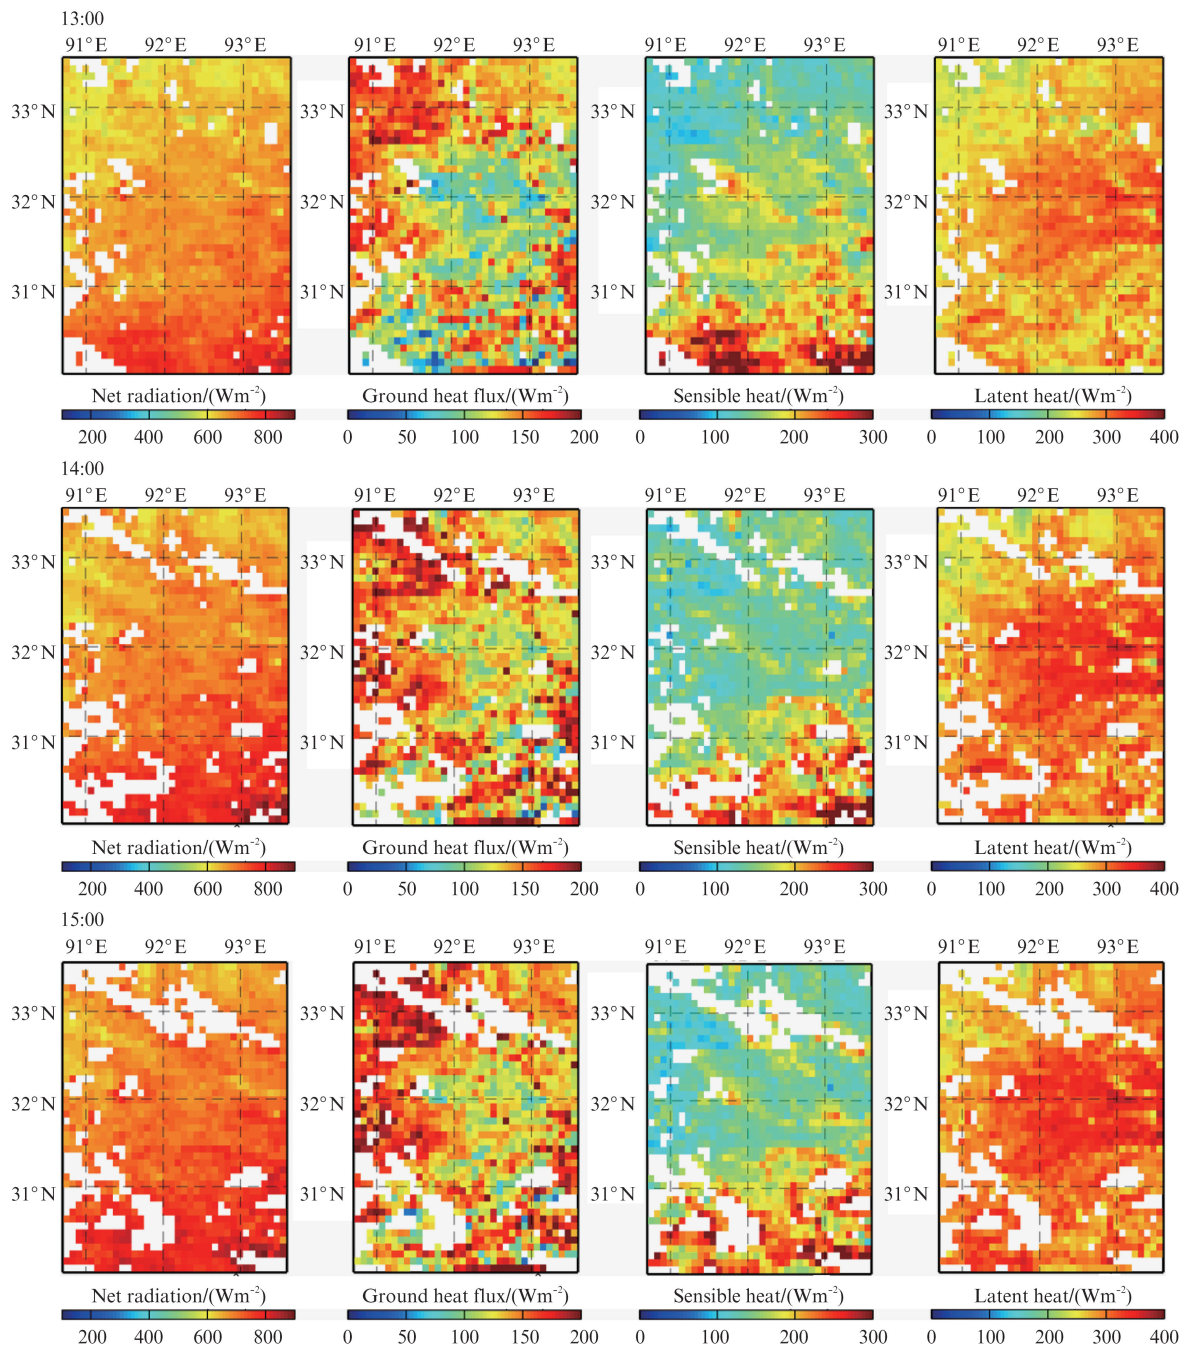 13:00
91°E 92°E 93°E 91°E 92°E 93°E 91°E 92°E 93°E 91°E 92°E 93°E
33°N 33°N 33°N 33°N
32°N 32°N 32°N 32°N
31°N 31°N 31°N 31°N
Net radiation/(Wm-2) Ground heat flux/(Wm-2) Sensible heat/(Wm-2) Latent heat/(Wm-2)
200 400 600 800 0 50 100 150 200 0 100 200 300 0 100 200 300 400
14:00
91°E 92°E 93°E 91°E 92°E 93°E 91°E 92°E 93°E 91°E 92°E 93°E
33°N 33°N 33°N 33°N
32°N 32°N 32°N 32°N
31°N 31°N 31°N 31°N
Net radiation/(Wm-2) Ground heat flux/(Wm-2) Sensible heat/(Wm-2) Latent heat/(Wm-2)
200 400 600 800 0 50 100 150 200 0 100 200 300 0 100 200 300 400
15:00
91°E 92°E 93°E 91°E 92°E 93°E 91°E 92°E 93°E 91°E 92°E 93°E
33°N 33°N 33°N 33°N
32°N 32°N 32°N 32°N
31°N 31°N 31°N 31°N
Net radiation/(Wm-2) Ground heat flux/(Wm-2) Sensible heat/(Wm-2) Latent heat/(Wm-2)
200 400 600 800 0 50 100 150 200 0 100 200 300 0 100 200 300 400